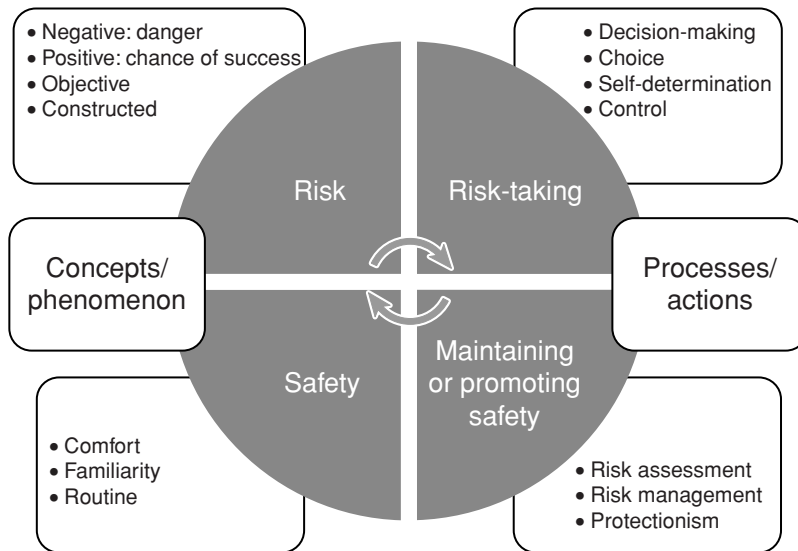 • Negative: danger
• Positive: chance of success
• Objective
• Constructed
• Decision-making
• Choice
• Self-determination
• Control
Risk
Risk-taking
Concepts/
phenomenon
Processes/
actions
Safety
Maintaining
or promoting
safety
• Comfort
• Familiarity
• Routine
• Risk assessment
• Risk management
• Protectionism